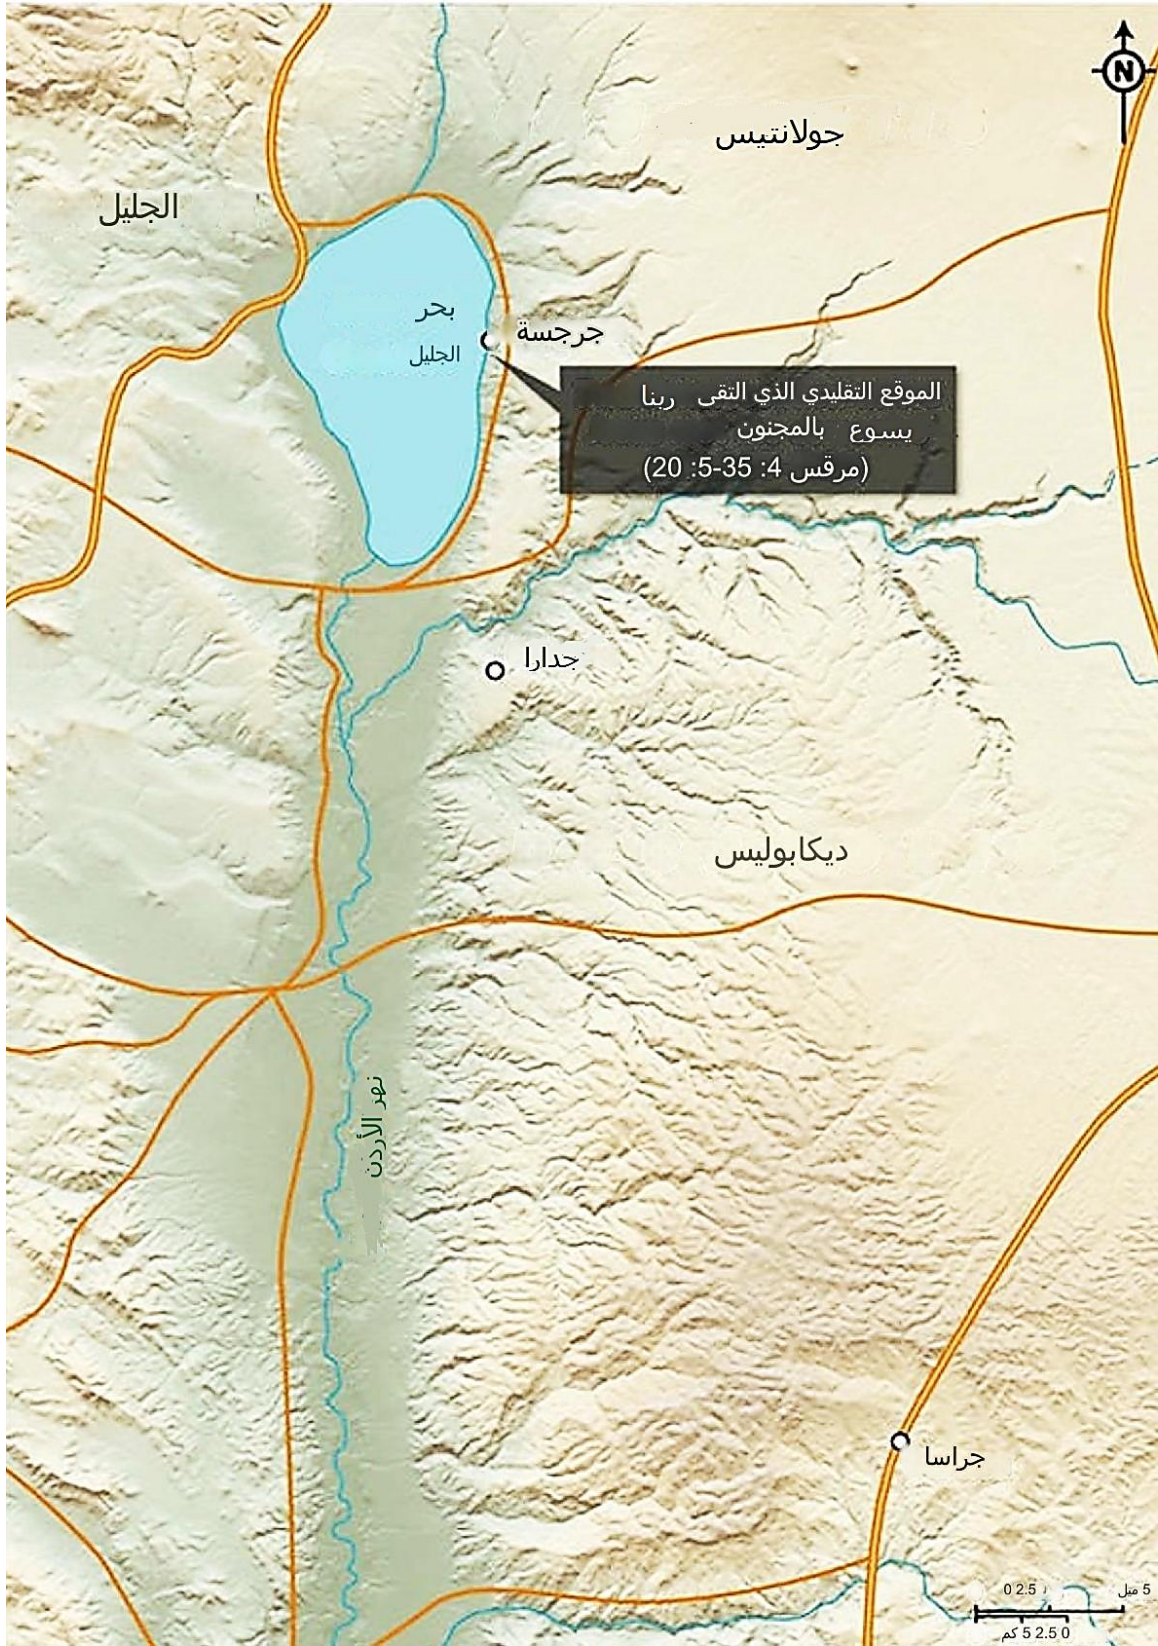 N
جولانتيس
الجليل
بحر
الجليل
جرجسة
الموقع التقليدي الذي التقى ربنا
يسوع بالمجنون
(مرقس 4: 35-5: 20)
جدارا
ديكابوليس
نهر الأردن
جراسا
0 2.5 5 ميل
0 2.5 5 كم